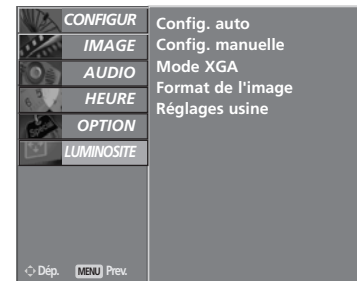 CONFIGUR
IMAGE
AUDIO
HEURE
OPTION
LUMINOSITE
Config. auto
Config. manuelle
Mode XGA
Format de l'image
Réglages usine
Dép. MENU Prev.